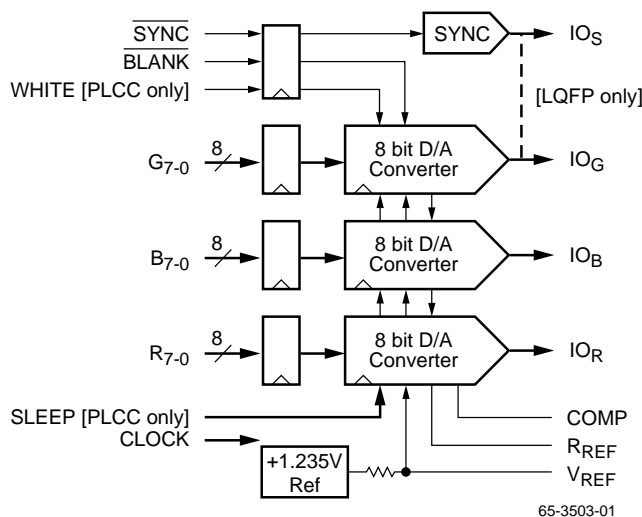 SYNC
SYNC
IOS
BLANK
WHITE [PLCC only]
[LQFP only]
G7-0
8
8 bit D/A
Converter
IOG
B7-0
8
8 bit D/A
Converter
IOB
R7-0
8
8 bit D/A
Converter
IOR
SLEEP [PLCC only]
COMP
CLOCK
RREF
+1.235V
Ref
VREF
65-3503-01